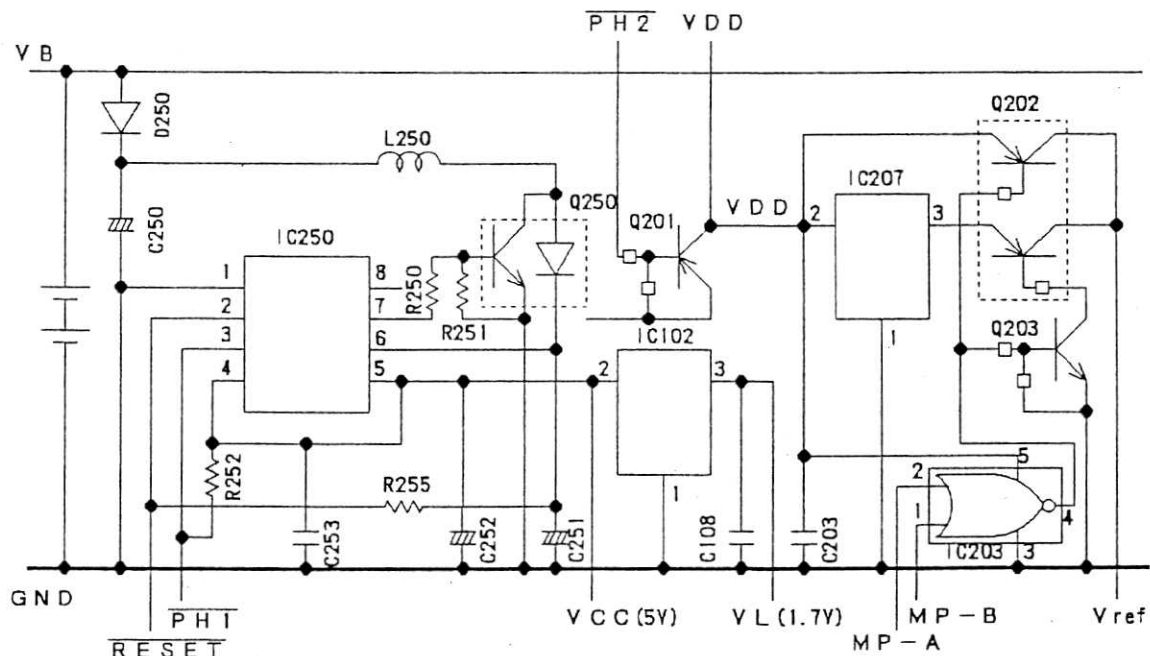 PH2 VDD
VB
D250
L250
Q202
C250
Q250
IC207
Q201
VDD
2
3
IC250
1
2
3
4
8
7
6
5
R250
R251
IC102
2
3
1
1
Q203
R252
R255
C253
C252
C251
C108
C203
5
2
1
4
IC203
3
GND
PH1
RESET
VCC(5V)
VL(1.7V)
MP-B
MP-A
Vref